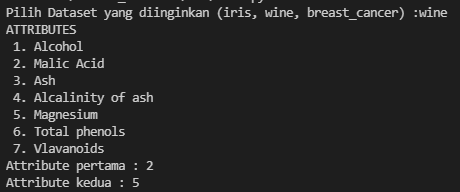 Pilih Dataset yang diinginkan (iris, wine, breast_cancer) :wine
ATTRIBUTES
1. Alcohol
2. Malic Acid
3. Ash
4. Alcalinity of ash
5. Magnesium
6. Total phenols
7. Vlavanoids
Attribute pertama : 2
Attribute kedua : 5